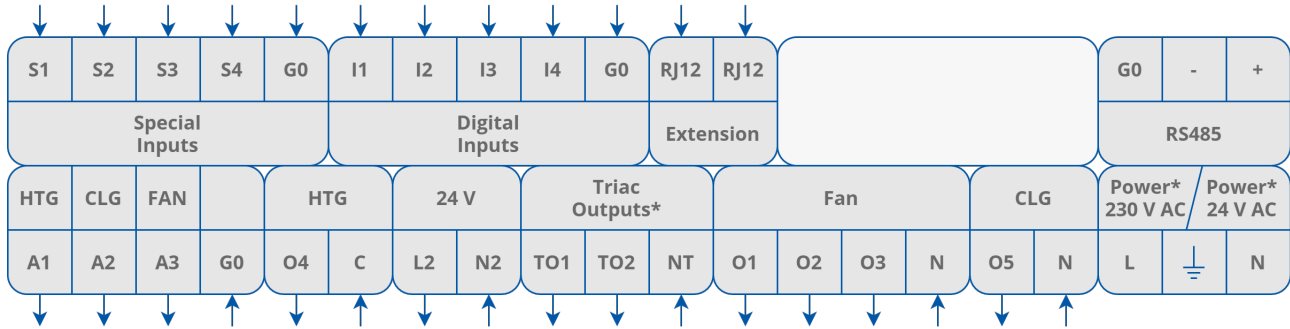 S1 S2 S3 S4 G0 I1 I2 I3 I4 G0 RJ12 RJ12 G0 - +
Special
Inputs
Digital
Inputs
Extension
RS485
HTG CLG FAN
HTG
24 V
Triac
Outputs*
Fan
CLG
Power*
230 V AC
/
Power*
24 V AC
A1 A2 A3 G0 O4 C L2 N2 TO1 TO2 NT O1 O2 O3 N O5 N L N